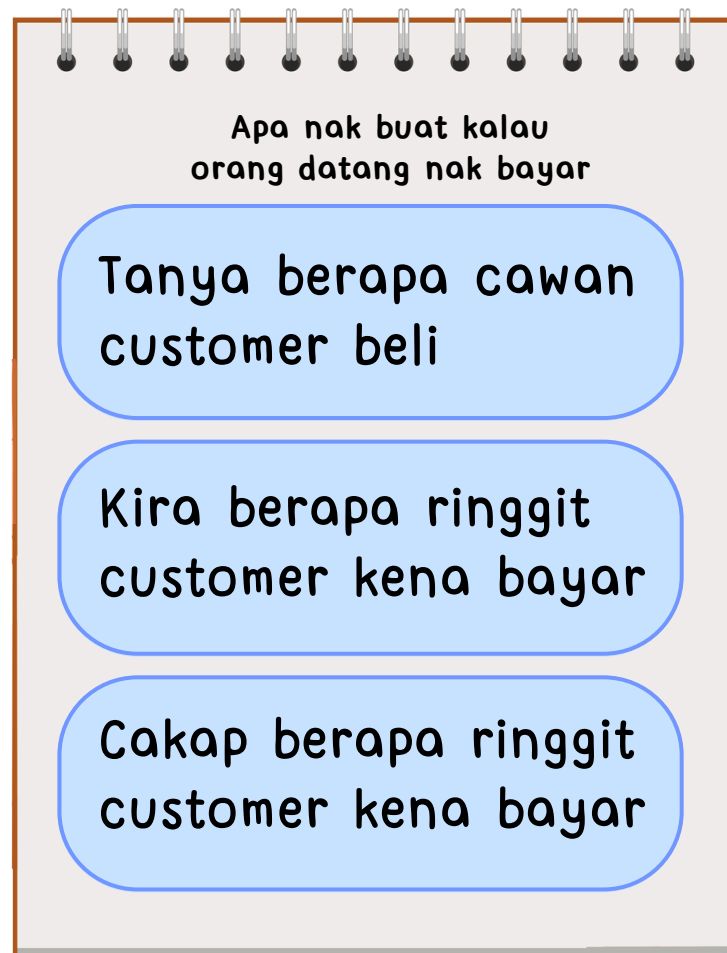 Apa nak buat kalau
orang datang nak bayar
Tanya berapa cawan
customer beli
Kira berapa ringgit
customer kena bayar
Cakap berapa ringgit
customer kena bayar